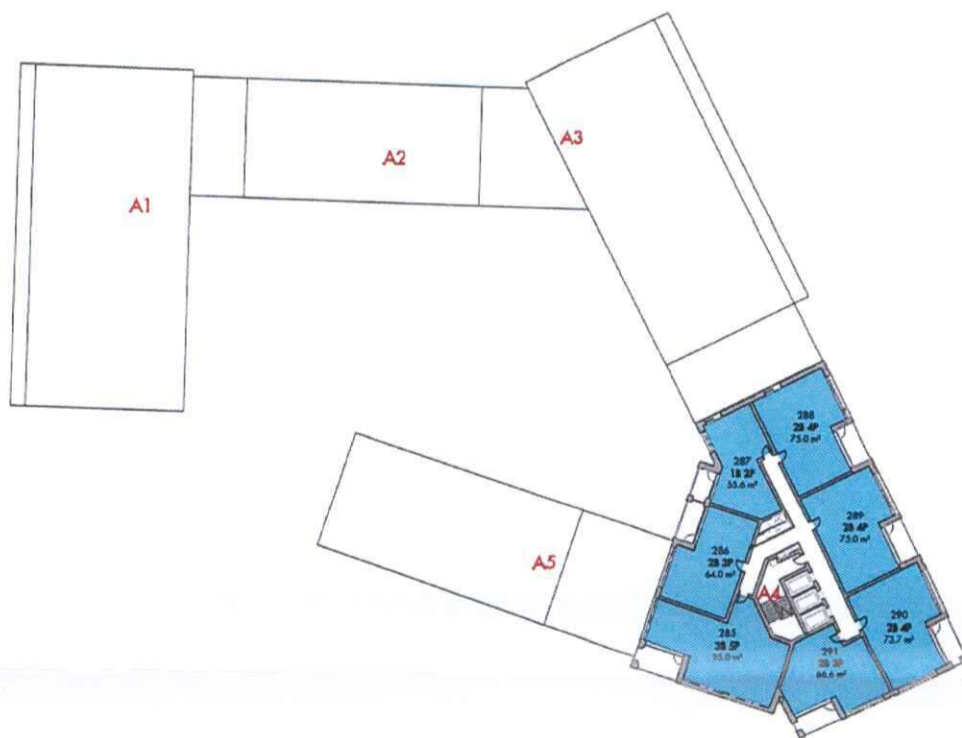 A1
A2
A3
288
2B 4P
75.0 m²
287
1B 2P
55.6 m²
289
2B 4P
75.0 m²
286
2B 3P
64.0 m²
A5
A4
290
2B 4P
73.7 m²
285
3B 5P
291
2B 3P